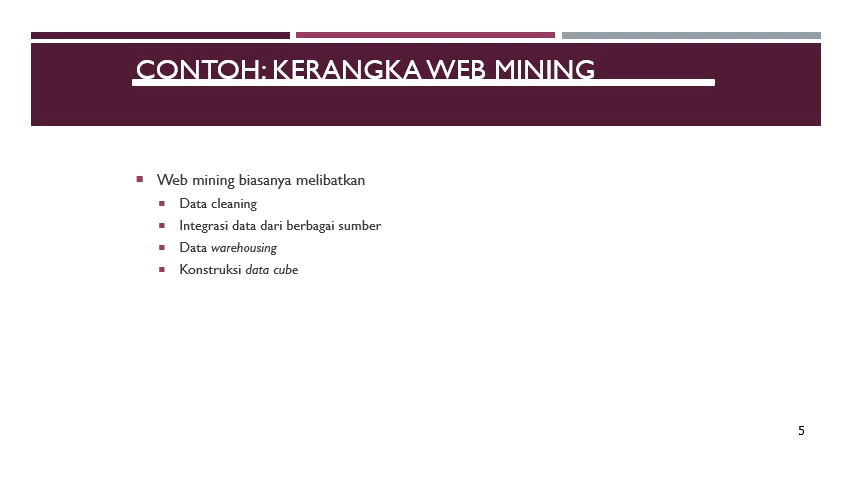 CONTOH: KERANGKA WEB MINING
Web mining biasanya melibatkan
Data cleaning
Integrasi data dari berbagai sumber
Data warehousing
Konstruksi data cube
5